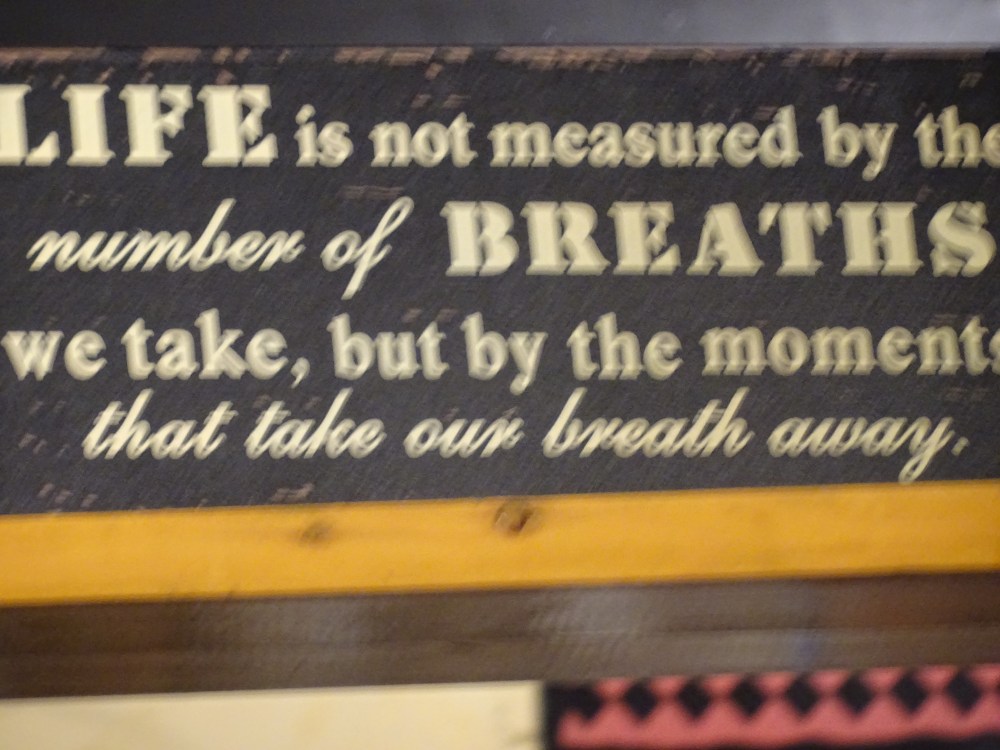 LIFE is not measured by the
number of BREATHS
we take, but by the moments
that take our breath away.